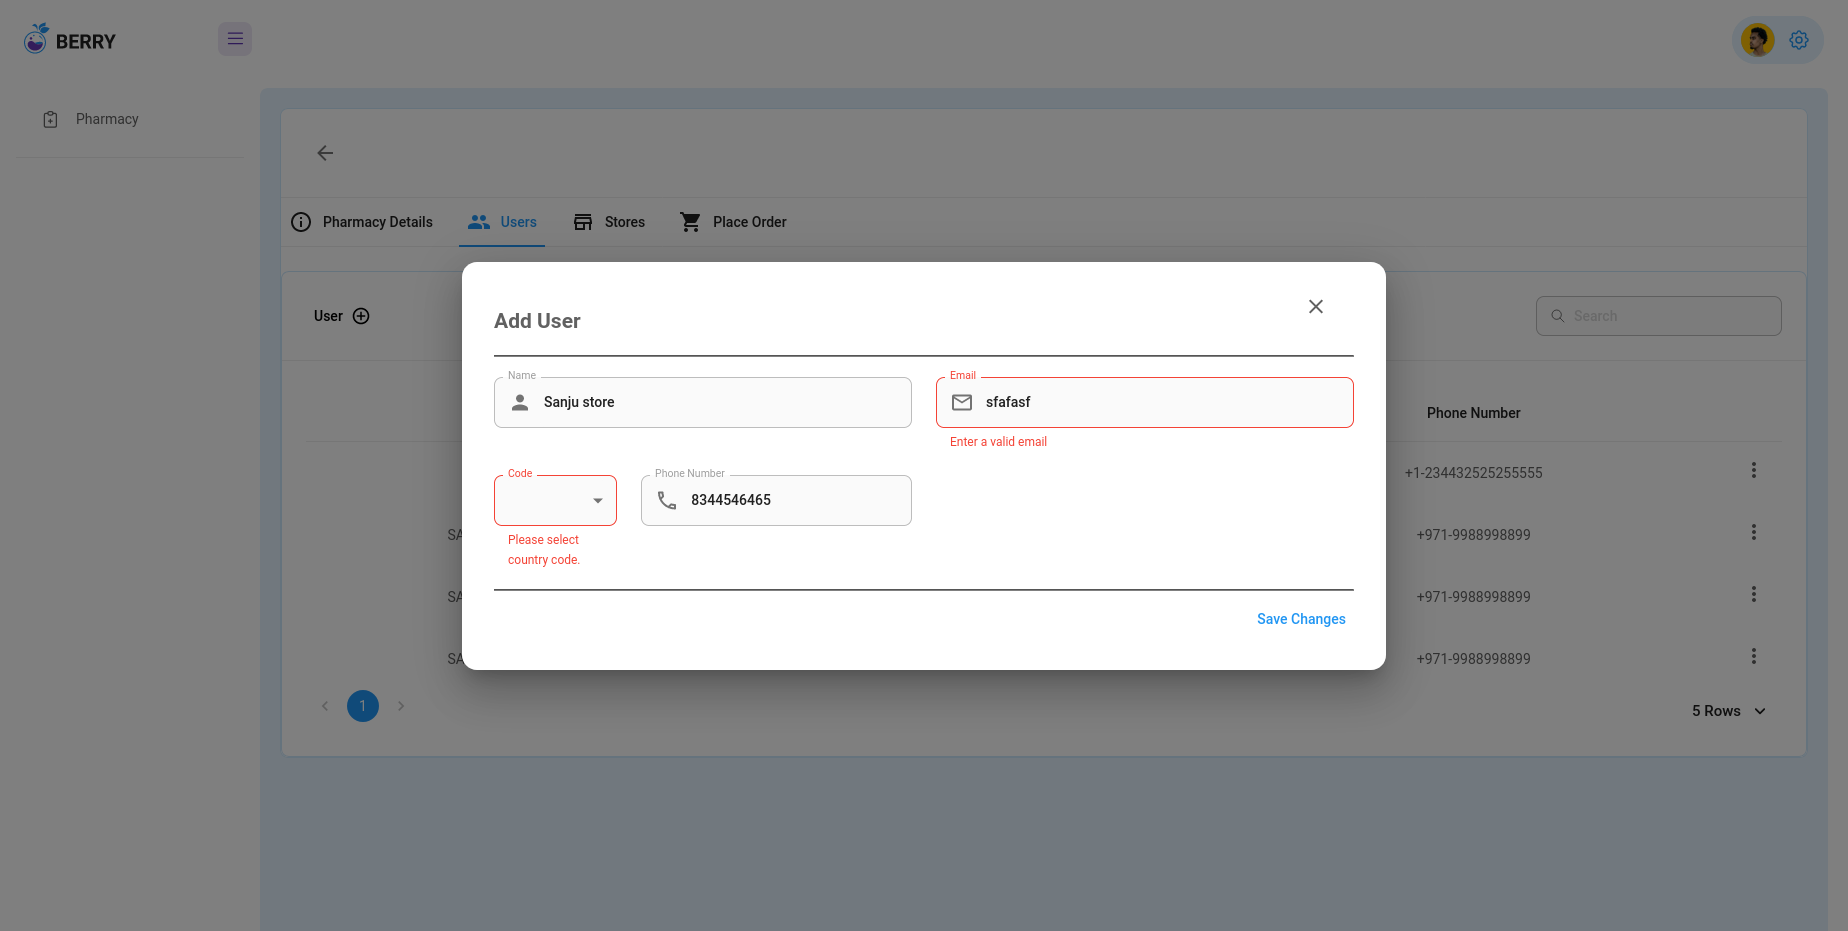 BERRY
Pharmacy
Pharmacy Details
Users
Stores
Place Order
User
Search
Add User
Name
Sanju store
Email
sfafasf
Enter a valid email
Code
Please select
country code.
Phone Number
8344546465
Save Changes
Phone Number
+1-234432525255555
SA
+971-9988998899
SA
+971-9988998899
SA
+971-9988998899
1
5 Rows